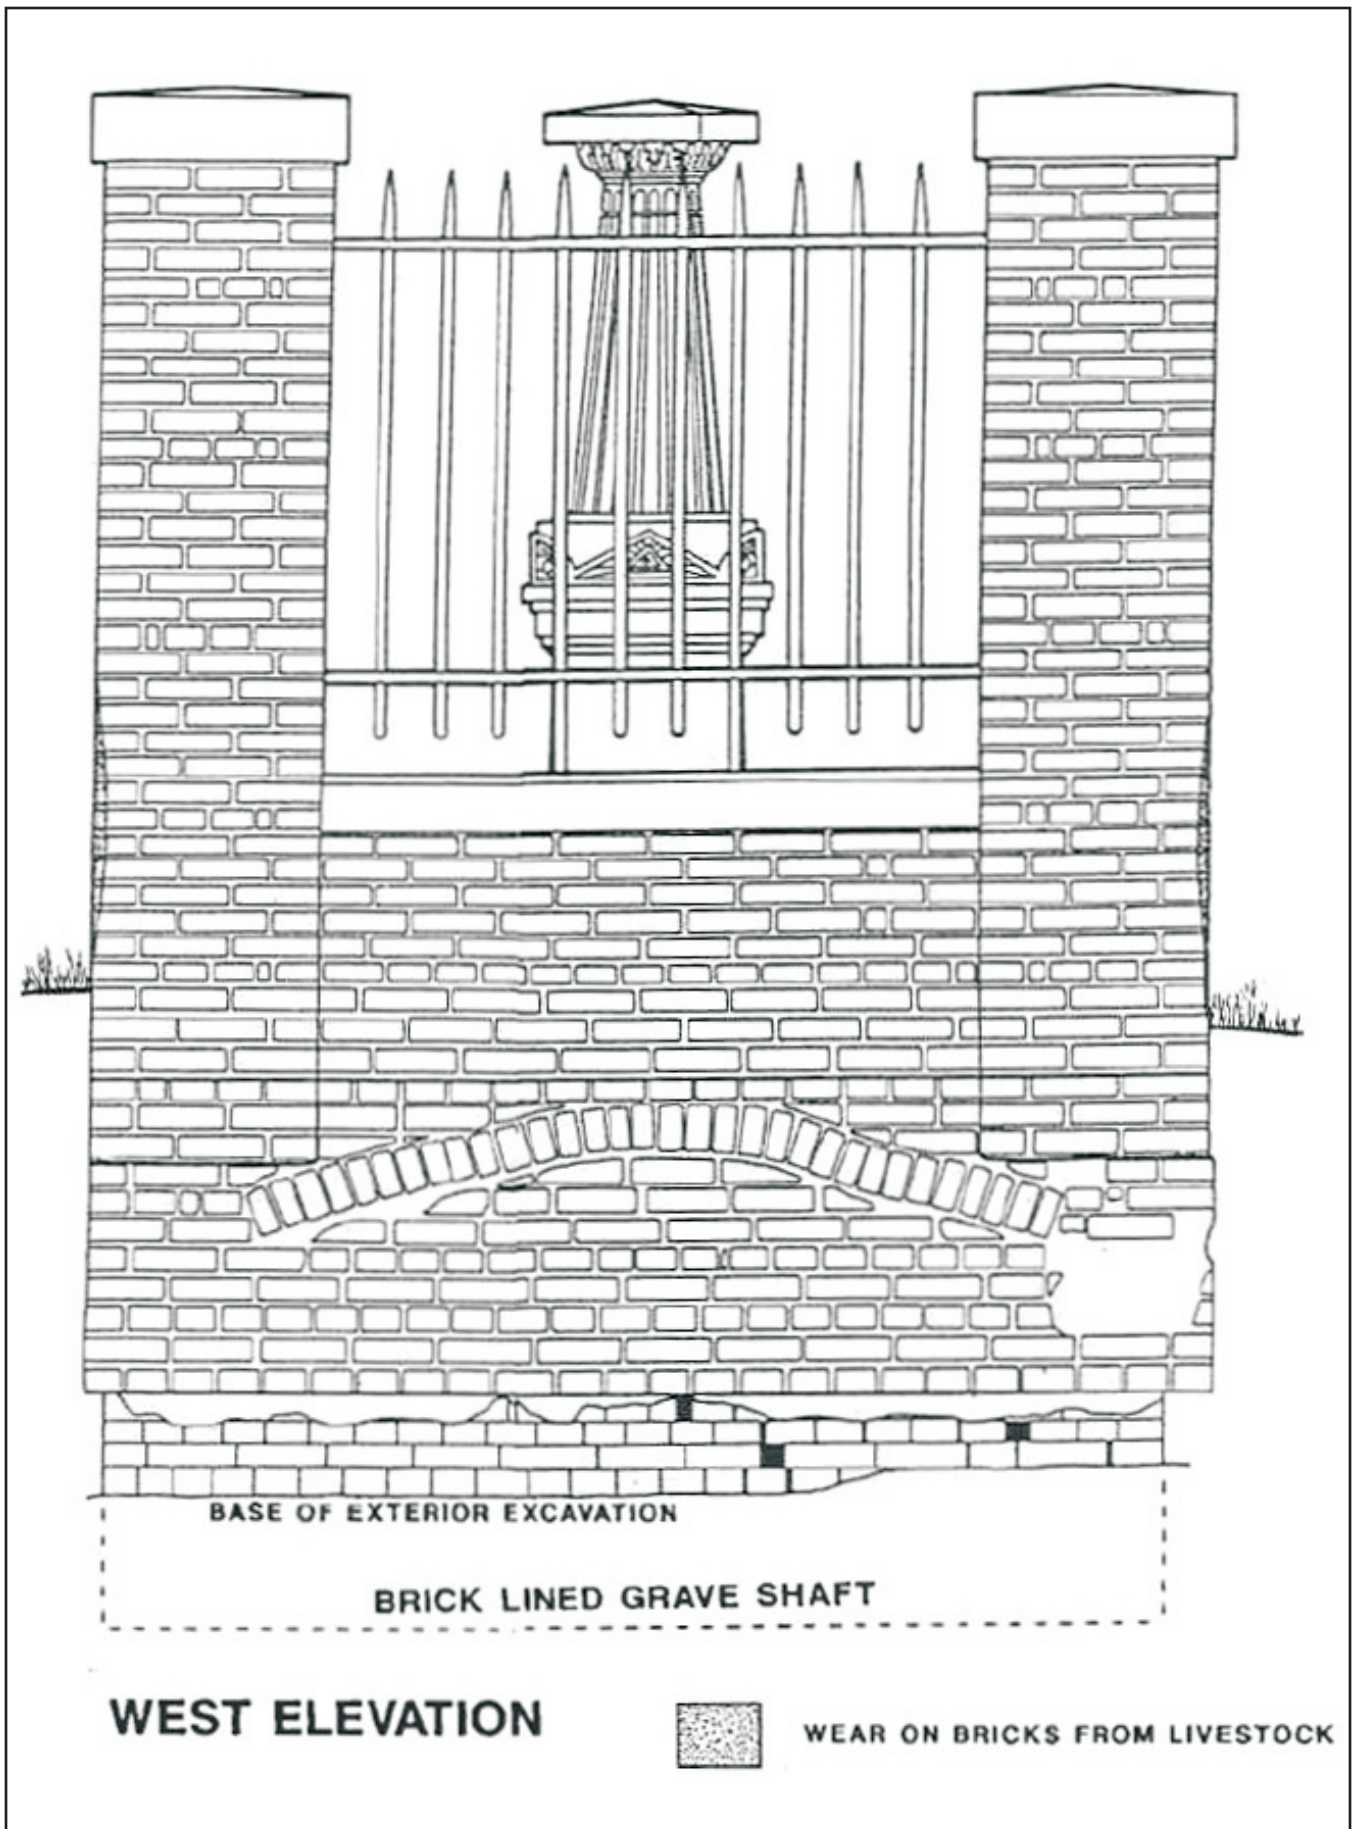 BASE OF EXTERIOR EXCAVATION
BRICK LINED GRAVE SHAFT
WEST ELEVATION
WEAR ON BRICKS FROM LIVESTOCK